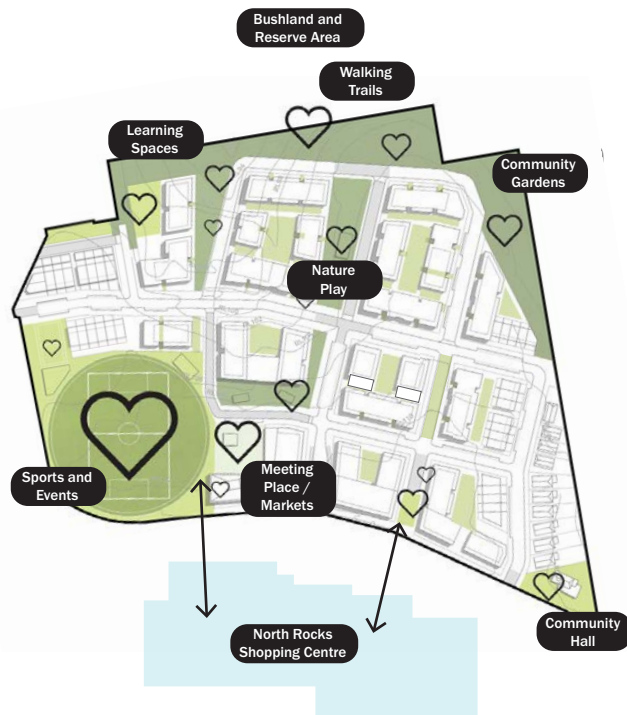 Bushland and
Reserve Area
Walking
Trails
Learning
Spaces
Community
Gardens
Nature
Play
Sports and
Events
Meeting
Place /
Markets
North Rocks
Shopping Centre
Community
Hall